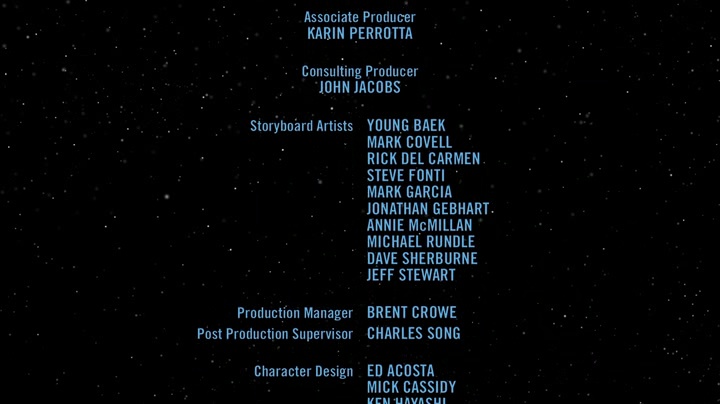 Associate Producer
KARIN PERROTTA
Consulting Producer
JOHN JACOBS
Storyboard Artists YOUNG BAEK
MARK COVELL
RICK DEL CARMEN
STEVE FONTI
MARK GARCIA
JONATHAN GEBHART
ANNIE McMILLAN
MICHAEL RUNDLE
DAVE SHERBURNE
JEFF STEWART
Production Manager BRENT CROWE
Post Production Supervisor CHARLES SONG
Character Design ED ACOSTA
MICK CASSIDY
KEN HAYASHI